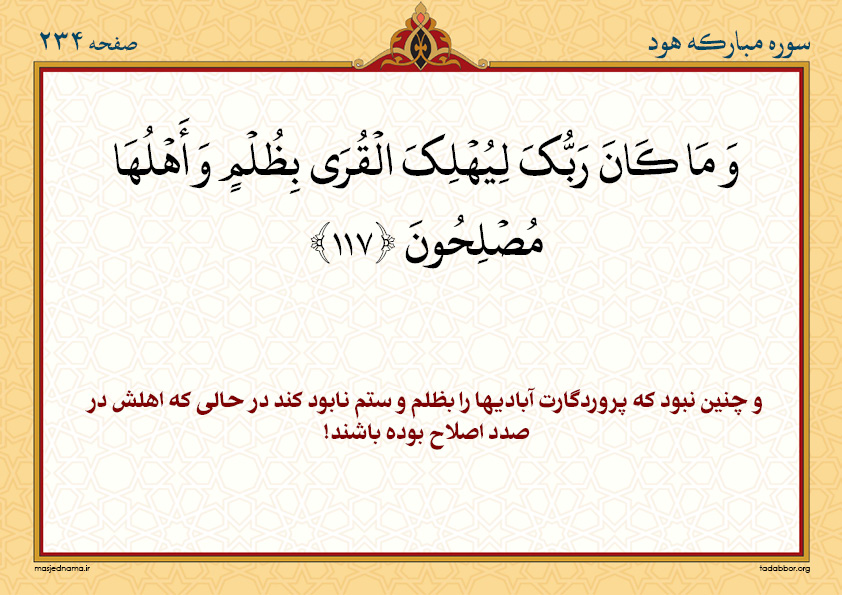 سوره مبارکه هود
صفحه ۲۳۴
وَ مَا كَانَ رَبُّكَ لِيُهْلِكَ الْقُرَى بِظُلْمٍ وَ أَهْلُهَا
مُصْلِحُونَ ﴿۱۱۷﴾
و چنین نبود که پروردگارت آبادیها را بظلم و ستم نابود کند در حالی که اهلش در
صدد اصلاح بوده باشند!
masjednama.ir
tadabbor.org